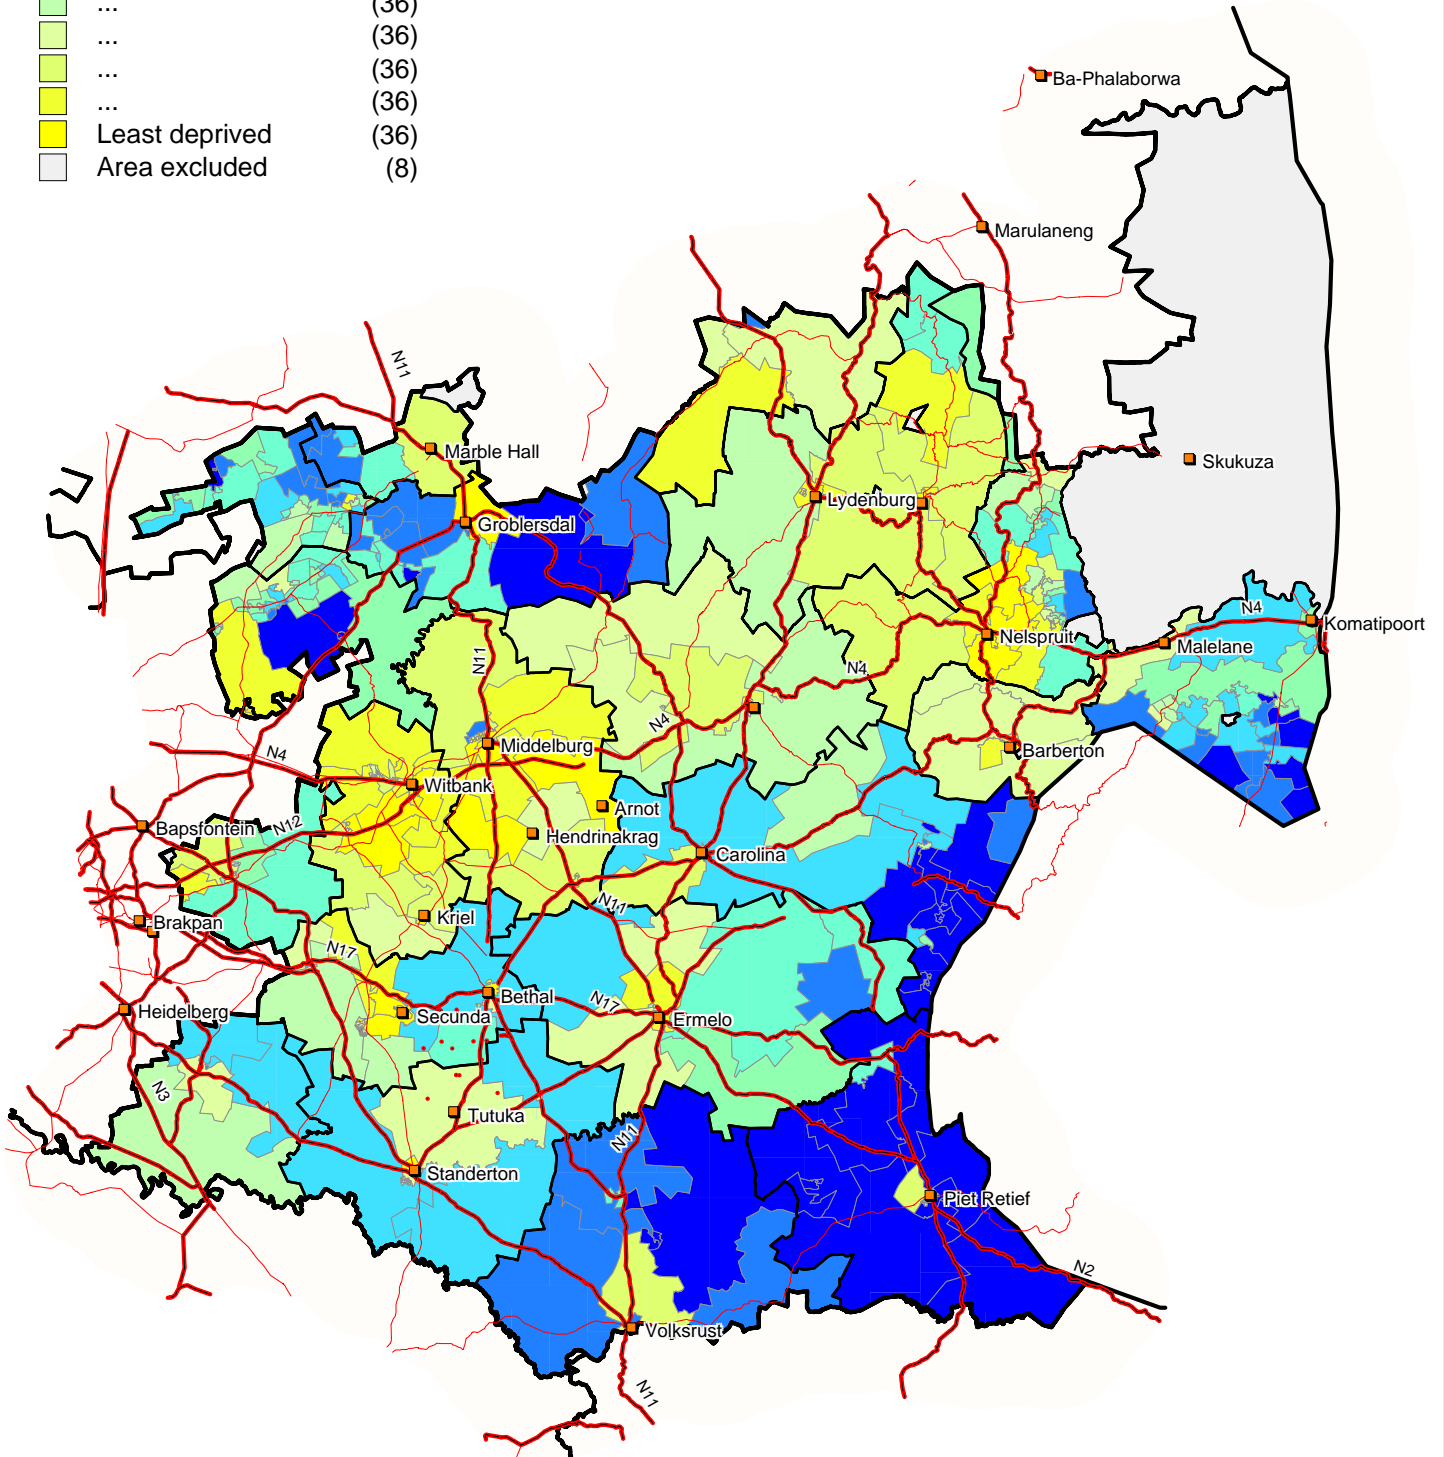 ... (36)
... (36)
... (36)
... (36)
Least deprived (36)
Area excluded (8)
Ba-Phalaborwa
Marulaneng
N11
Marble Hall
Skukuza
Lydenburg
Groblersdal
N4
Komatipoort
Nelspruit
Malelane
N11
N4
N4
Middelburg
Barberton
N4
Witbank
Arnot
Bapsfontein
N12
Hendrinakrag
Carolina
N11
Kriel
Brakpan
N17
Bethal
N17
Heidelberg
Secunda
Ermelo
N3
Tutuka
N11
Standerton
Piet Retief
N2
Volksrust
N11